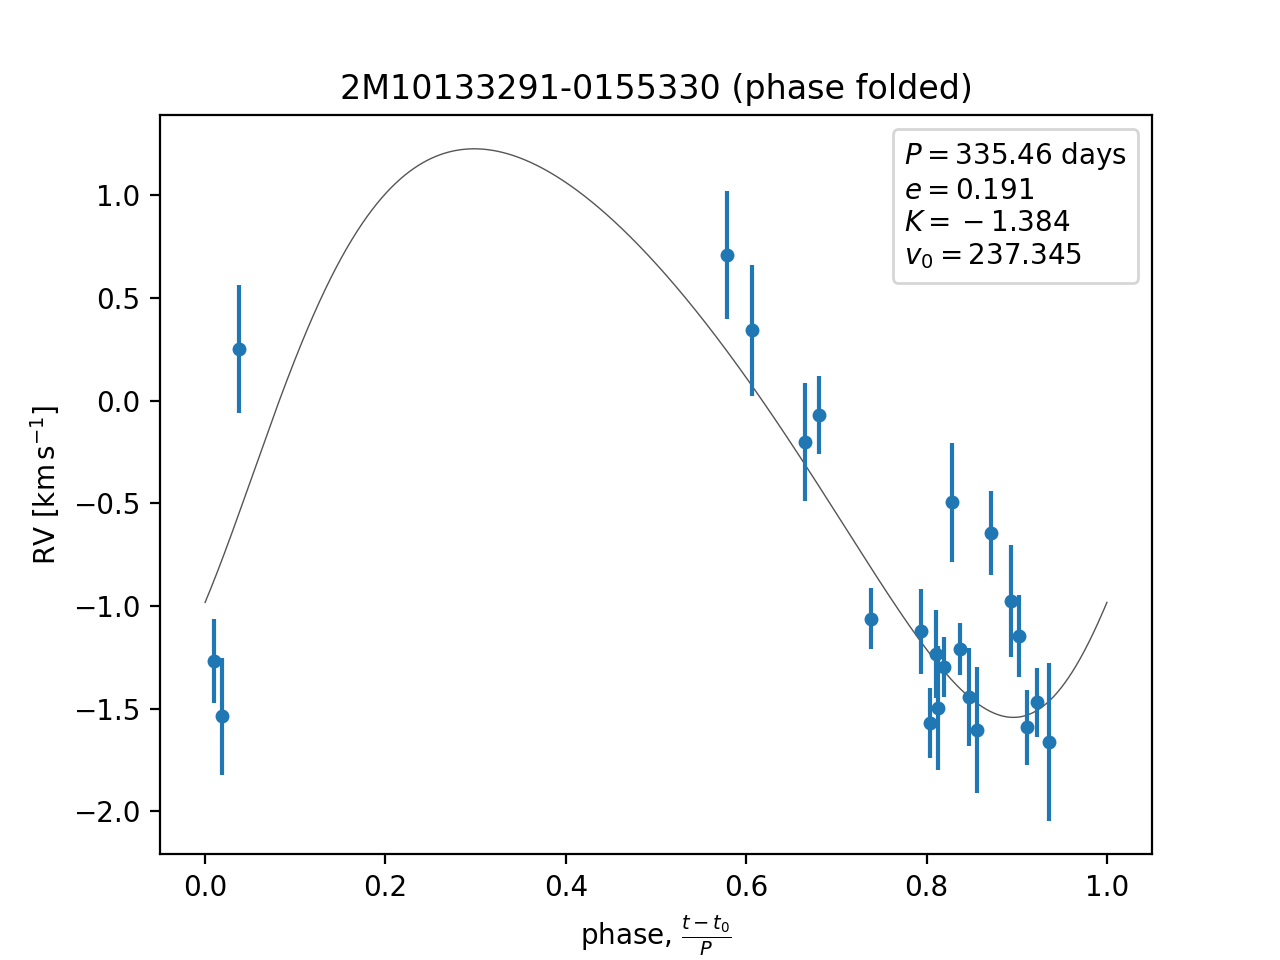 2M10133291-0155330 (phase folded)
P = 335.46 days
e = 0.191
K = −1.384
v₀ = 237.345
RV [km s⁻¹]
1.0
0.5
0.0
−0.5
−1.0
−1.5
−2.0
0.0 0.2 0.4 0.6 0.8 1.0
phase, (t − t₀)/P